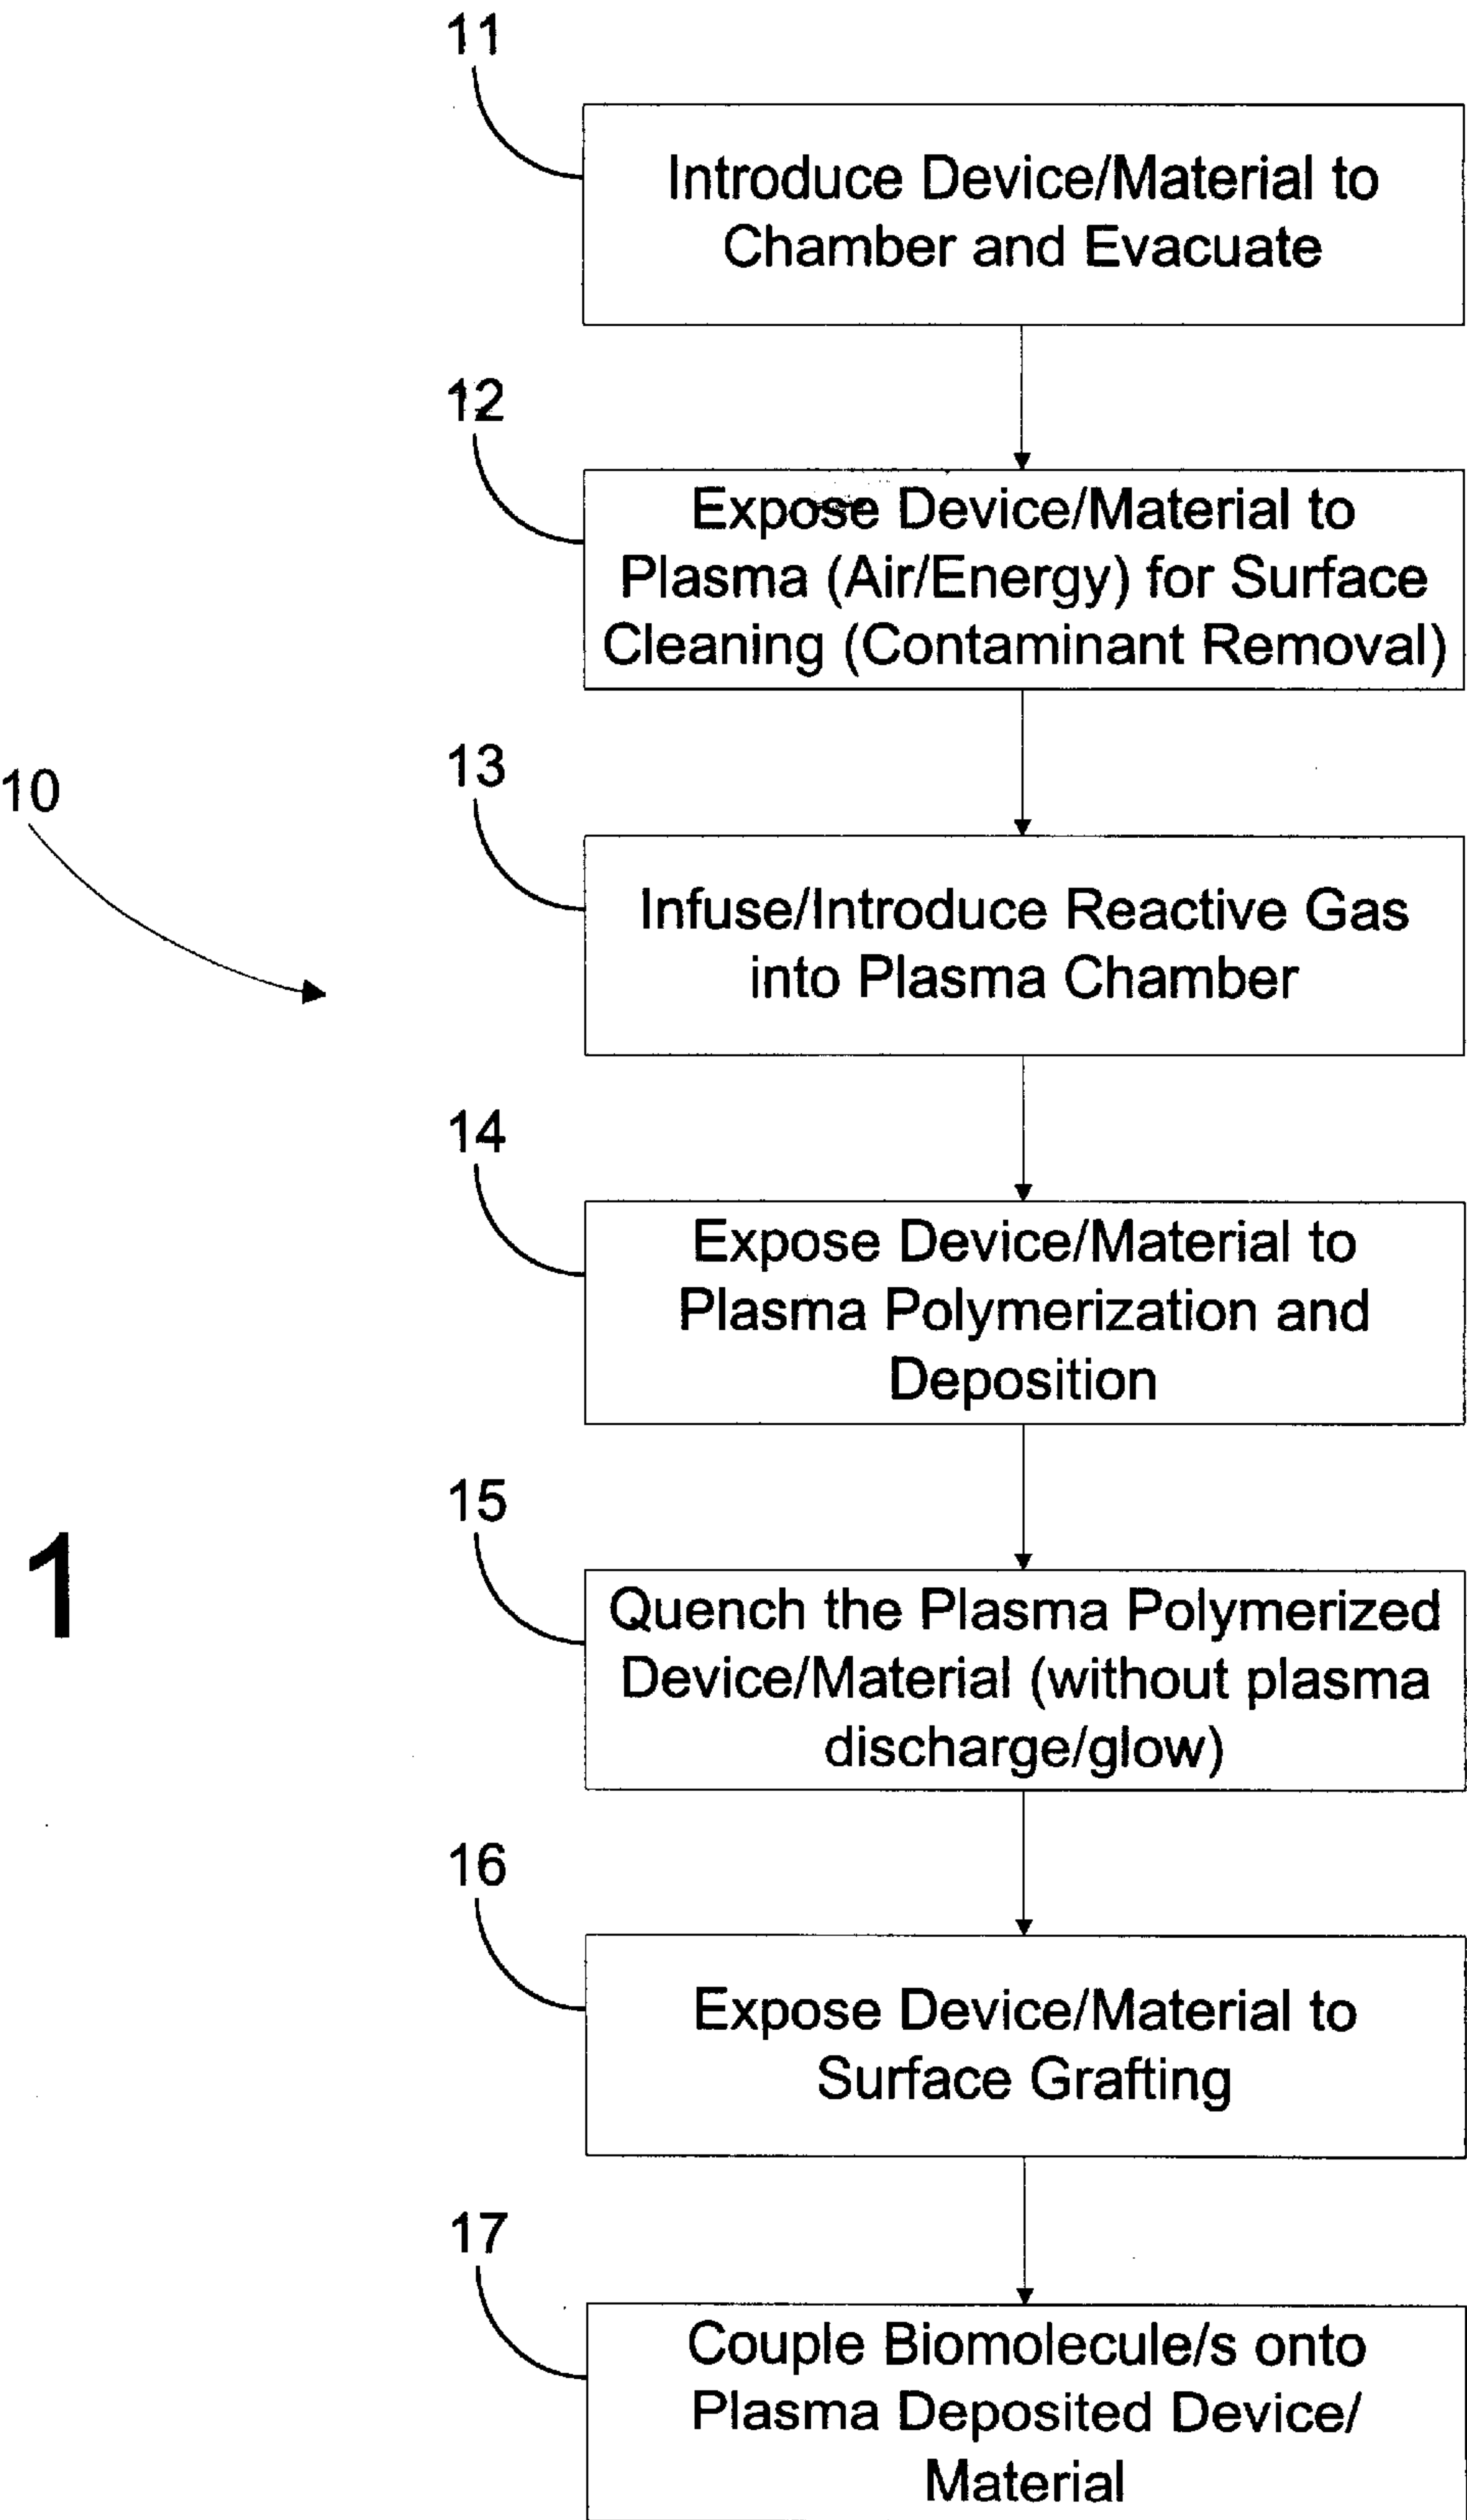 11
Introduce Device/Material to
Chamber and Evacuate
12
Expose Device/Material to
Plasma (Air/Energy) for Surface
Cleaning (Contaminant Removal)
10
13
Infuse/Introduce Reactive Gas
into Plasma Chamber
14
Expose Device/Material to
Plasma Polymerization and
Deposition
1
15
Quench the Plasma Polymerized
Device/Material (without plasma
discharge/glow)
16
Expose Device/Material to
Surface Grafting
17
Couple Biomolecule/s onto
Plasma Deposited Device/
Material